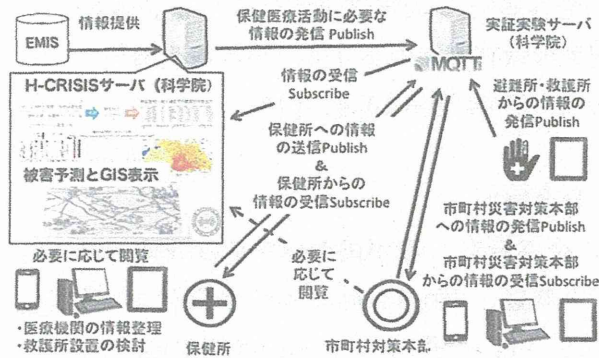 EMIS
情報提供
保健医療活動に必要な
情報の発信 Publish
実証実験サーバ
(科学院)
MQTT
H-CRISISサーバ(科学院)
被害予測とGIS表示
情報の受信
Subscribe
保健所への情報
の送信Publish
&
保健所からの
情報の受信Subscribe
避難所・救護所
からの情報の
発信Publish
市町村災害対策本部
への情報の発信Publish
&
市町村災害対策本部
からの情報の受信Subscribe
必要に応じて閲覧
・医療機関の情報整理
・救護所設置の検討
保健所
必要に
応じて
閲覧
市町村対策本部